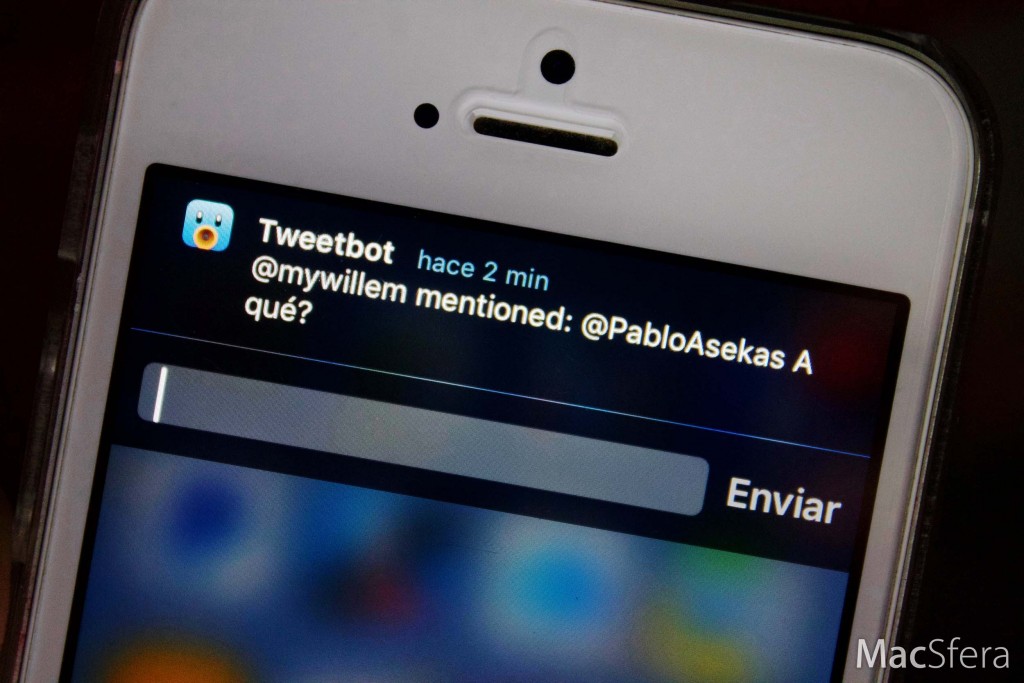 Tweetbot hace 2 min
@mywillem mentioned: @PabloAsekas A
qué?
Enviar
MacSfera